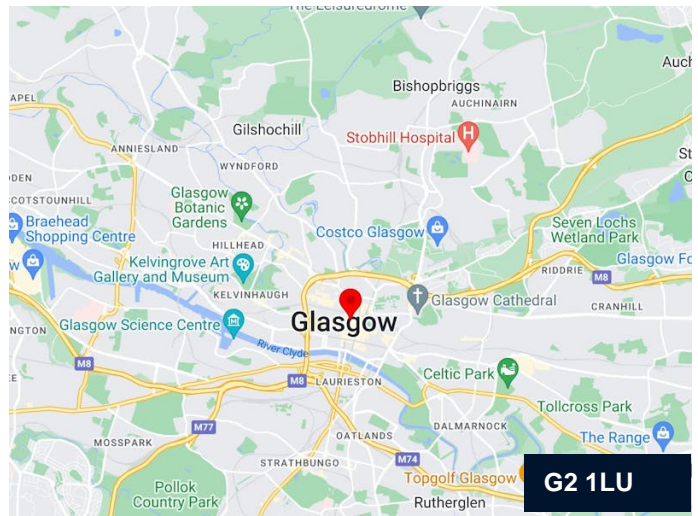 The Leisuredrome
Auch
Bishopbriggs
AUCHINAIRN
APEL
Gilshochill
Stobhill Hospital
H
ANNIESLAND
WYNDFORD
St
C
DEN
COTSTOUNHILL
Glasgow
Botanic
Gardens
Braehead
Shopping Centre
HILLHEAD
Costco Glasgow
Seven Lochs
Wetland Park
Kelvingrove Art
Gallery and Museum
RIDDRIE
Glasgow Fo
w
M8
KELVINHAUGH
Glasgow Cathedral
CRANHILL
Glasgow Science Centre
Glasgow
NGTON
River Clyde
M8
M8
LAURIESTON
Celtic Park
EE
Tollcross Park
M77
MOSSPARK
OATLANDS
DALMARNOCK
The Range
STRATHBUNGO
M74
Topgolf Glasgow
Pollok
Country Park
Rutherglen
G2 1LU